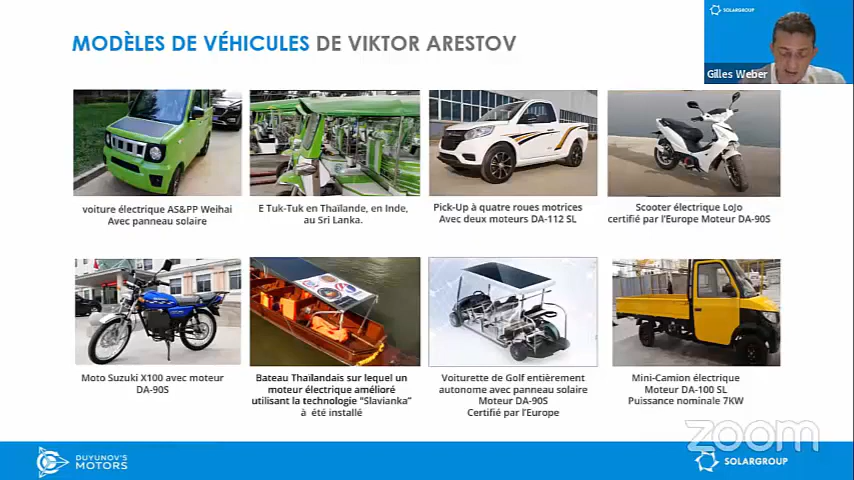 SOLARGROUP
MODÈLES DE VÉHICULES DE VIKTOR ARESTOV
Gilles Weber
voiture électrique AS&PP Weihai
Avec panneau solaire
E Tuk-Tuk en Thaïlande, en Inde,
au Sri Lanka.
Pick-Up à quatre roues motrices
Avec deux moteurs DA-112 SL
Scooter électrique LoJo
certifié par l'Europe Moteur DA-90S
Moto Suzuki X100 avec moteur
DA-90S
Bateau Thaïlandais sur lequel un
moteur électrique amélioré
utilisant la technologie "Slavianka"
à été installé
Voiturette de Golf entièrement
autonome avec panneau solaire
Moteur DA-90S
Certifié par l'Europe
Mini-Camion électrique
Moteur DA-100 SL
Puissance nominale 7KW
zoom
DUYUNOV'S
MOTORS
SOLARGROUP